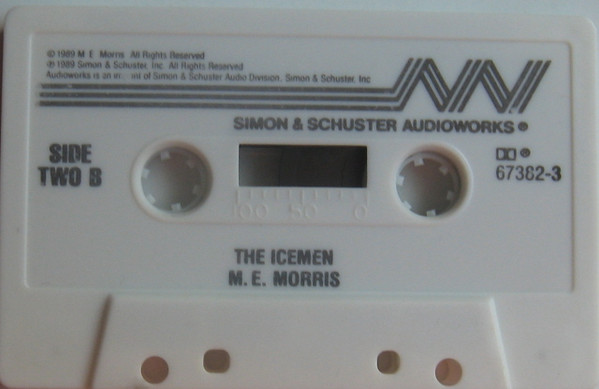 © 1989 M. E. Morris All Rights Reserved
℗ 1989 Simon & Schuster, Inc. All Rights Reserved
Audioworks is an of Simon & Schuster Audio Division, Simon & Schuster, Inc
SIMON & SCHUSTER AUDIOWORKS ®
SIDE
TWO B
67382-3
100 50 0
THE ICEMEN
M. E. MORRIS